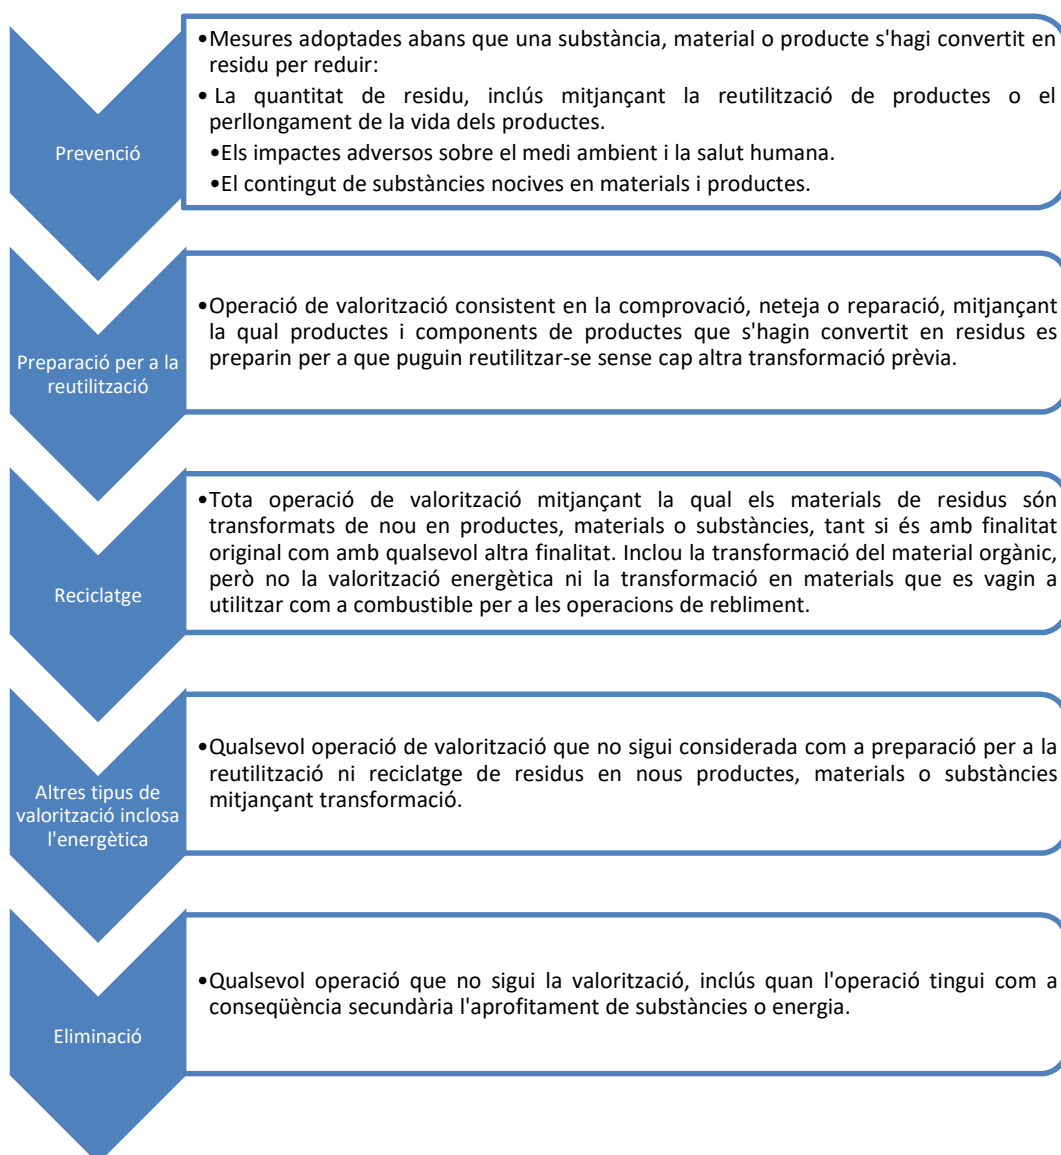 •Mesures adoptades abans que una substància, material o producte s'hagi convertit en
residu per reduir:
• La quantitat de residu, inclús mitjançant la reutilització de productes o el
perllongament de la vida dels productes.
•Els impactes adversos sobre el medi ambient i la salut humana.
•El contingut de substàncies nocives en materials i productes.
Prevenció
•Operació de valorització consistent en la comprovació, neteja o reparació, mitjançant
la qual productes i components de productes que s'hagin convertit en residus es
preparin per a que puguin reutilitzar-se sense cap altra transformació prèvia.
Preparació per a la
reutilització
•Tota operació de valorització mitjançant la qual els materials de residus són
transformats de nou en productes, materials o substàncies, tant si és amb finalitat
original com amb qualsevol altra finalitat. Inclou la transformació del material orgànic,
però no la valorització energètica ni la transformació en materials que es vagin a
utilitzar com a combustible per a les operacions de rebliment.
Reciclatge
•Qualsevol operació de valorització que no sigui considerada com a preparació per a la
reutilització ni reciclatge de residus en nous productes, materials o substàncies
mitjançant transformació.
Altres tipus de
valorització inclosa
l'energètica
•Qualsevol operació que no sigui la valorització, inclús quan l'operació tingui com a
conseqüència secundària l'aprofitament de substàncies o energia.
Eliminació